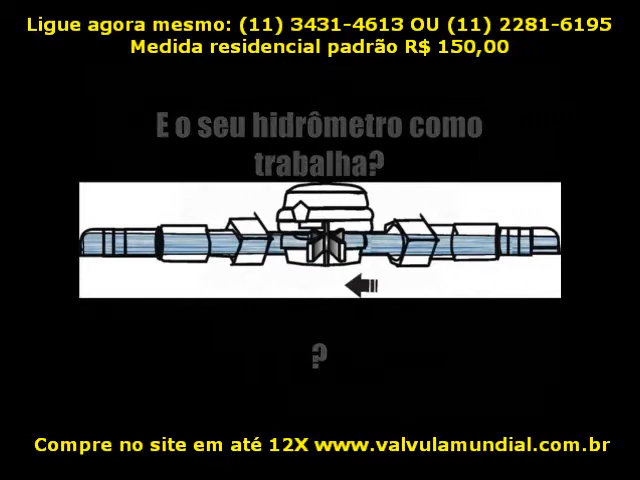 Ligue agora mesmo: (11) 3431-4613 OU (11) 2281-6195
Medida residencial padrão R$ 150,00
E o seu hidrômetro como
trabalha?
?
Compre no site em até 12X www.valvulamundial.com.br